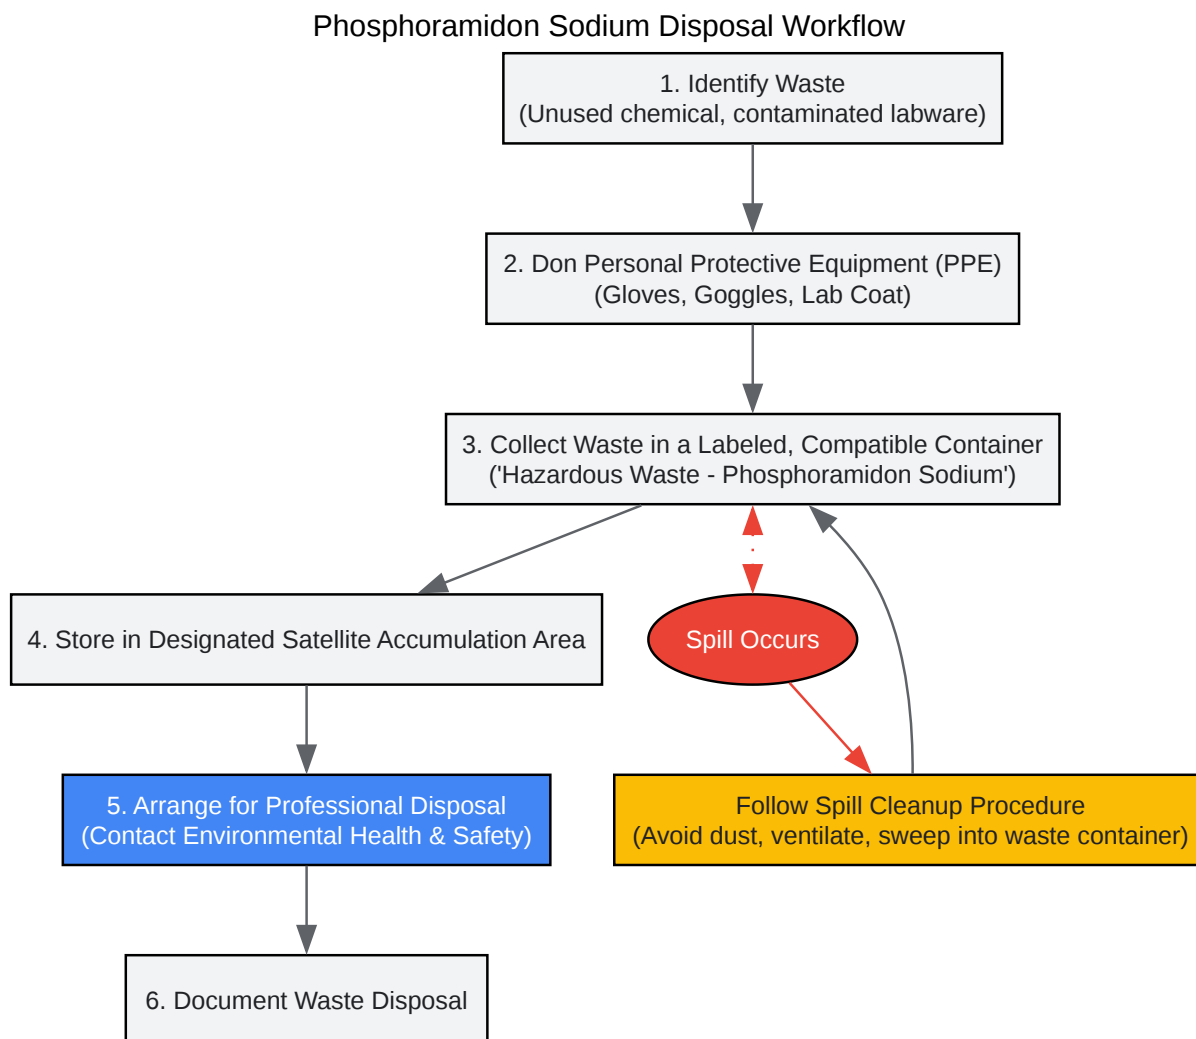 Phosphoramidon Sodium Disposal Workflow
1. Identify Waste
(Unused chemical, contaminated labware)
2. Don Personal Protective Equipment (PPE)
(Gloves, Goggles, Lab Coat)
3. Collect Waste in a Labeled, Compatible Container
('Hazardous Waste - Phosphoramidon Sodium')
4. Store in Designated Satellite Accumulation Area
Spill Occurs
5. Arrange for Professional Disposal
(Contact Environmental Health & Safety)
Follow Spill Cleanup Procedure
(Avoid dust, ventilate, sweep into waste container)
6. Document Waste Disposal